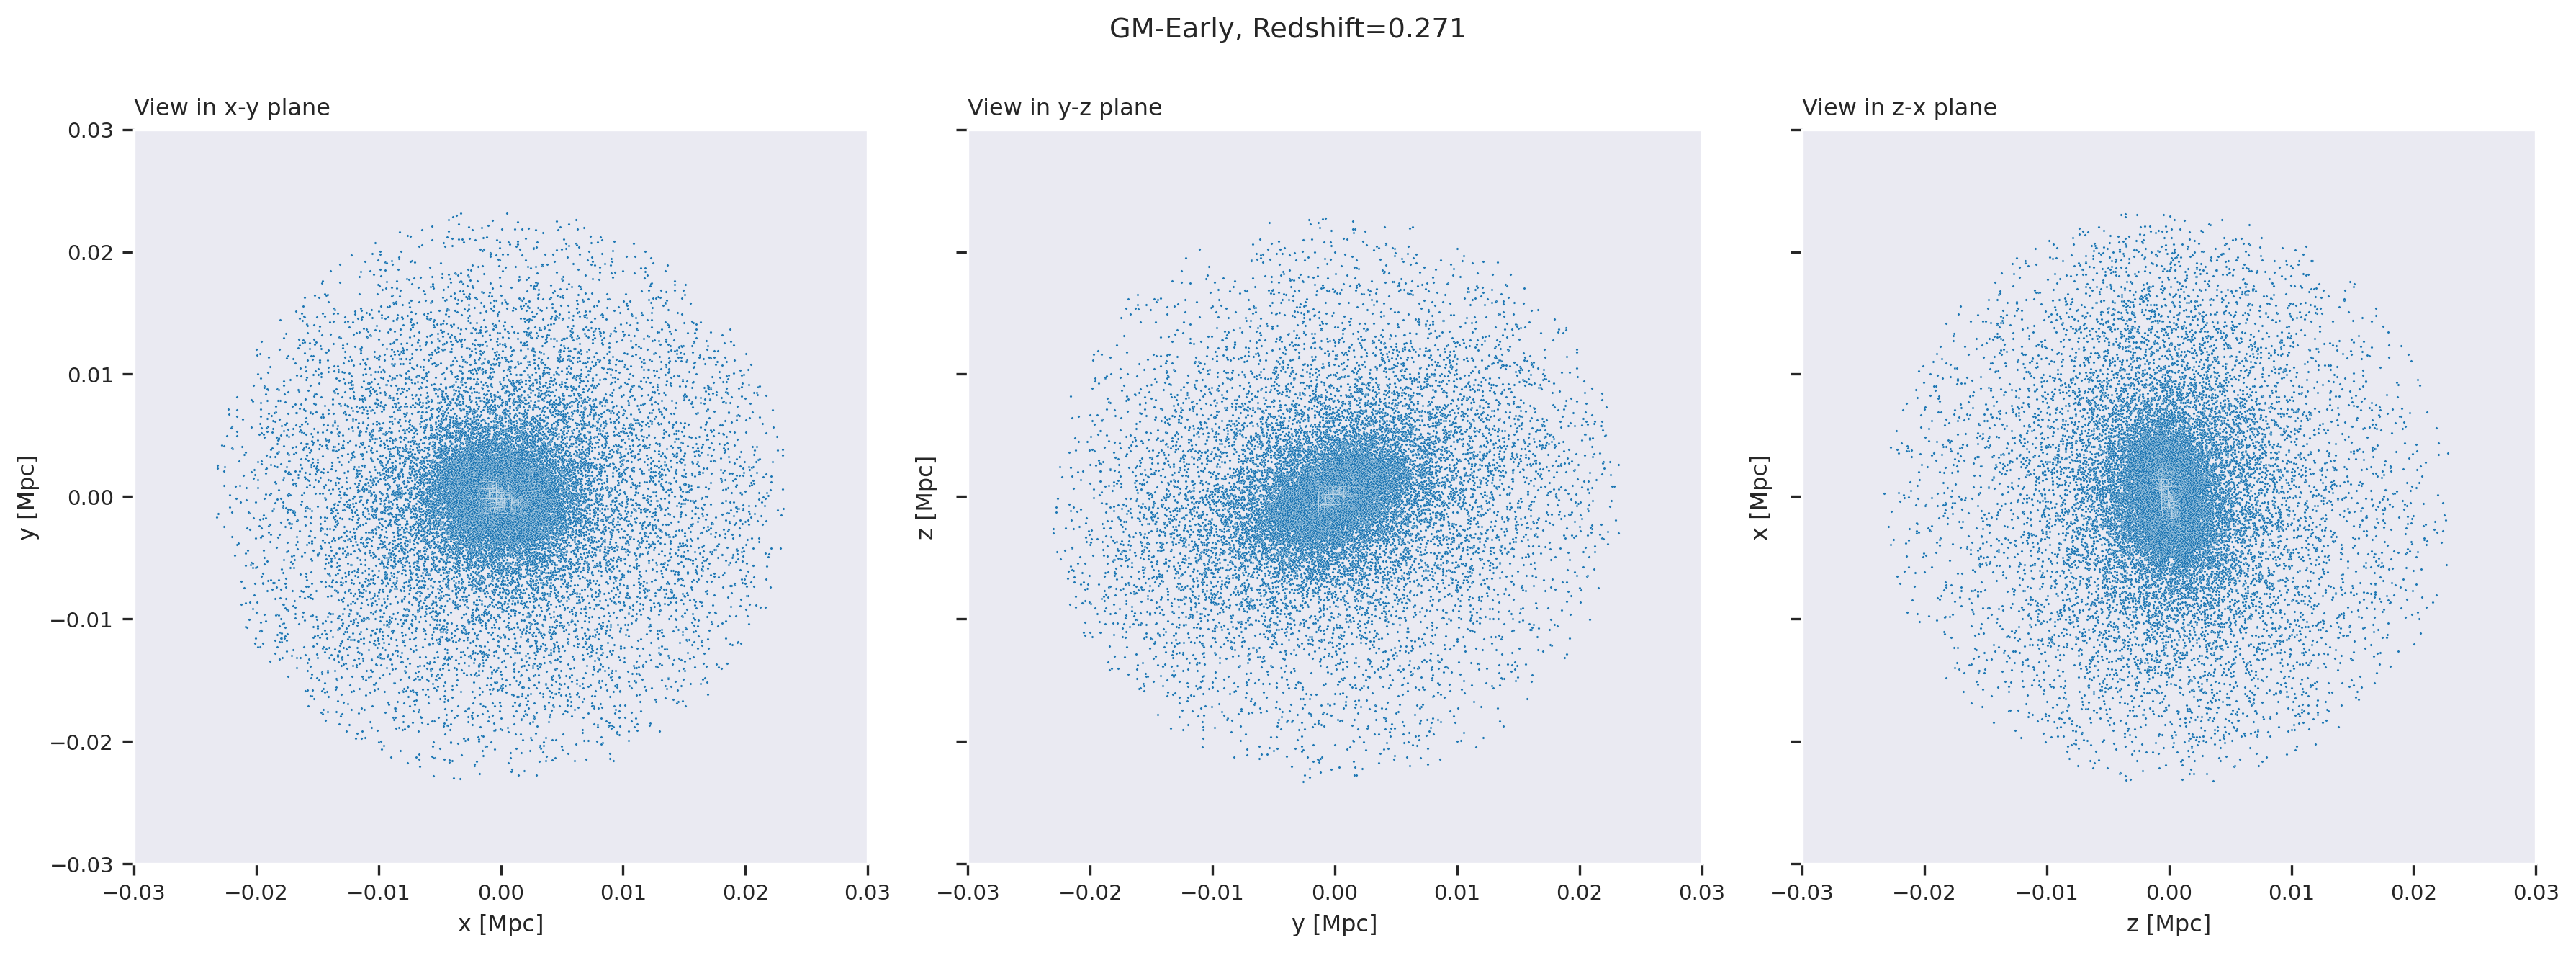 GM-Early, Redshift=0.271
View in x-y plane
View in y-z plane
View in z-x plane
0.03
0.02
0.01
0.00
−0.01
−0.02
−0.03
y [Mpc]
z [Mpc]
x [Mpc]
−0.03 −0.02 −0.01 0.00 0.01 0.02 0.03
−0.03 −0.02 −0.01 0.00 0.01 0.02 0.03
−0.03 −0.02 −0.01 0.00 0.01 0.02 0.03
x [Mpc]
y [Mpc]
z [Mpc]